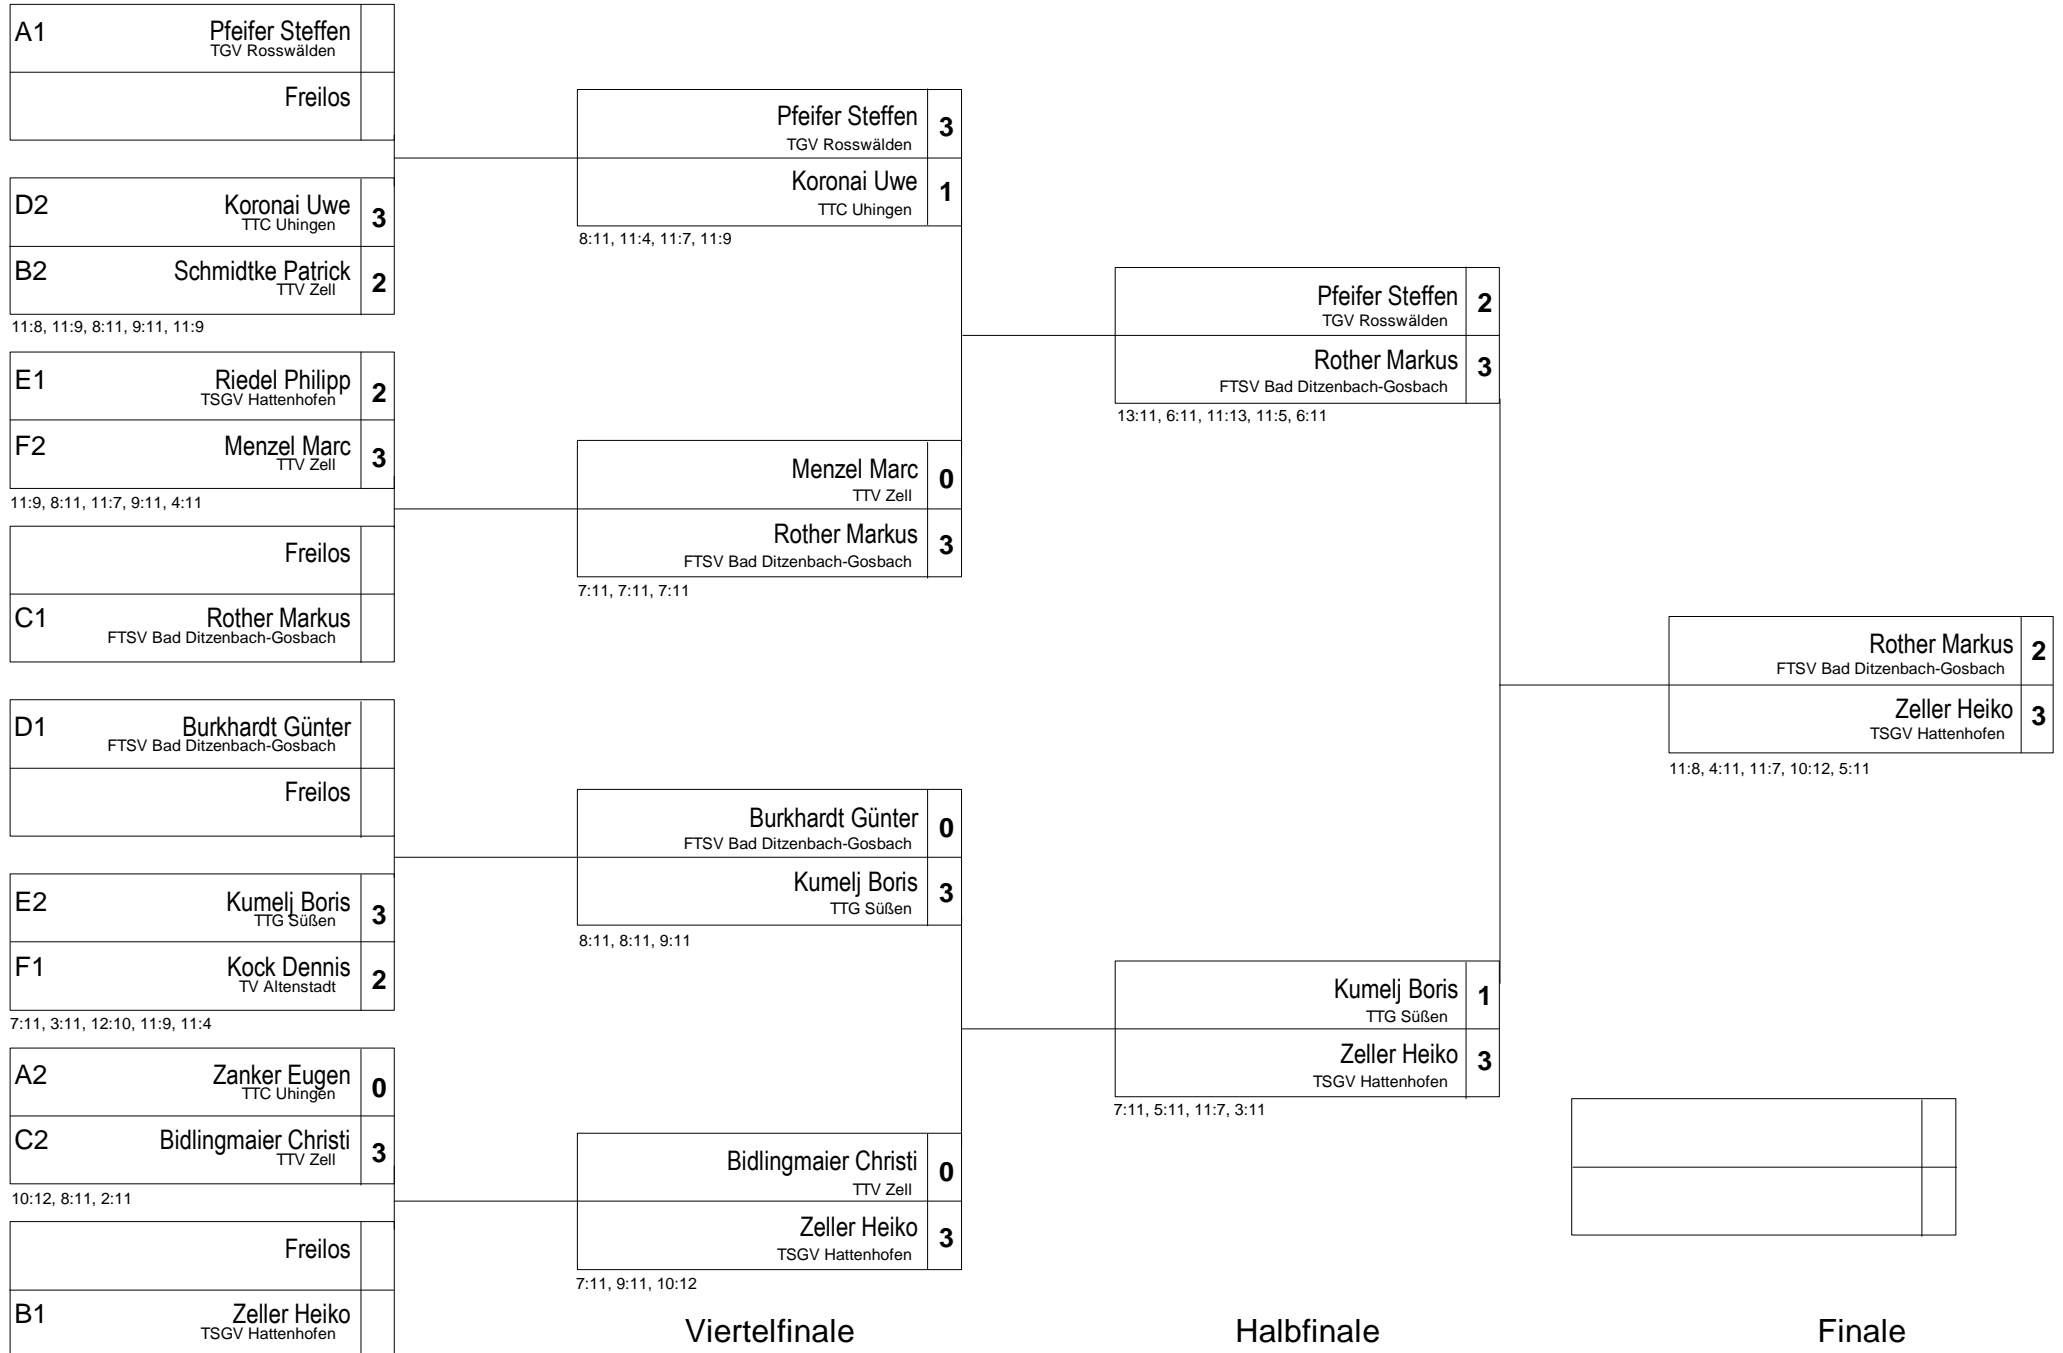 A1 Pfeifer Steffen
TGV Rosswälden
Freilos
D2 Koronai Uwe 3
TTC Uhingen
B2 Schmidtke Patrick 2
TTV Zell
11:8, 11:9, 8:11, 9:11, 11:9
E1 Riedel Philipp 2
TSGV Hattenhofen
F2 Menzel Marc 3
TTV Zell
11:9, 8:11, 11:7, 9:11, 4:11
Freilos
C1 Rother Markus
FTSV Bad Ditzenbach-Gosbach
D1 Burkhardt Günter
FTSV Bad Ditzenbach-Gosbach
Freilos
E2 Kumelj Boris 3
TTG Süßen
F1 Kock Dennis 2
TV Altenstadt
7:11, 3:11, 12:10, 11:9, 11:4
A2 Zanker Eugen 0
TTC Uhingen
C2 Bidlingmaier Christi 3
TTV Zell
10:12, 8:11, 2:11
Freilos
B1 Zeller Heiko
TSGV Hattenhofen
Pfeifer Steffen 3
TGV Rosswälden
Koronai Uwe 1
TTC Uhingen
8:11, 11:4, 11:7, 11:9
Menzel Marc 0
TTV Zell
Rother Markus 3
FTSV Bad Ditzenbach-Gosbach
7:11, 7:11, 7:11
Burkhardt Günter 0
FTSV Bad Ditzenbach-Gosbach
Kumelj Boris 3
TTG Süßen
8:11, 8:11, 9:11
Bidlingmaier Christi 0
TTV Zell
Zeller Heiko 3
TSGV Hattenhofen
7:11, 9:11, 10:12
Viertelfinale
Pfeifer Steffen 2
TGV Rosswälden
Rother Markus 3
FTSV Bad Ditzenbach-Gosbach
13:11, 6:11, 11:13, 11:5, 6:11
Kumelj Boris 1
TTG Süßen
Zeller Heiko 3
TSGV Hattenhofen
7:11, 5:11, 11:7, 3:11
Halbfinale
Rother Markus 2
FTSV Bad Ditzenbach-Gosbach
Zeller Heiko 3
TSGV Hattenhofen
11:8, 4:11, 11:7, 10:12, 5:11
Finale